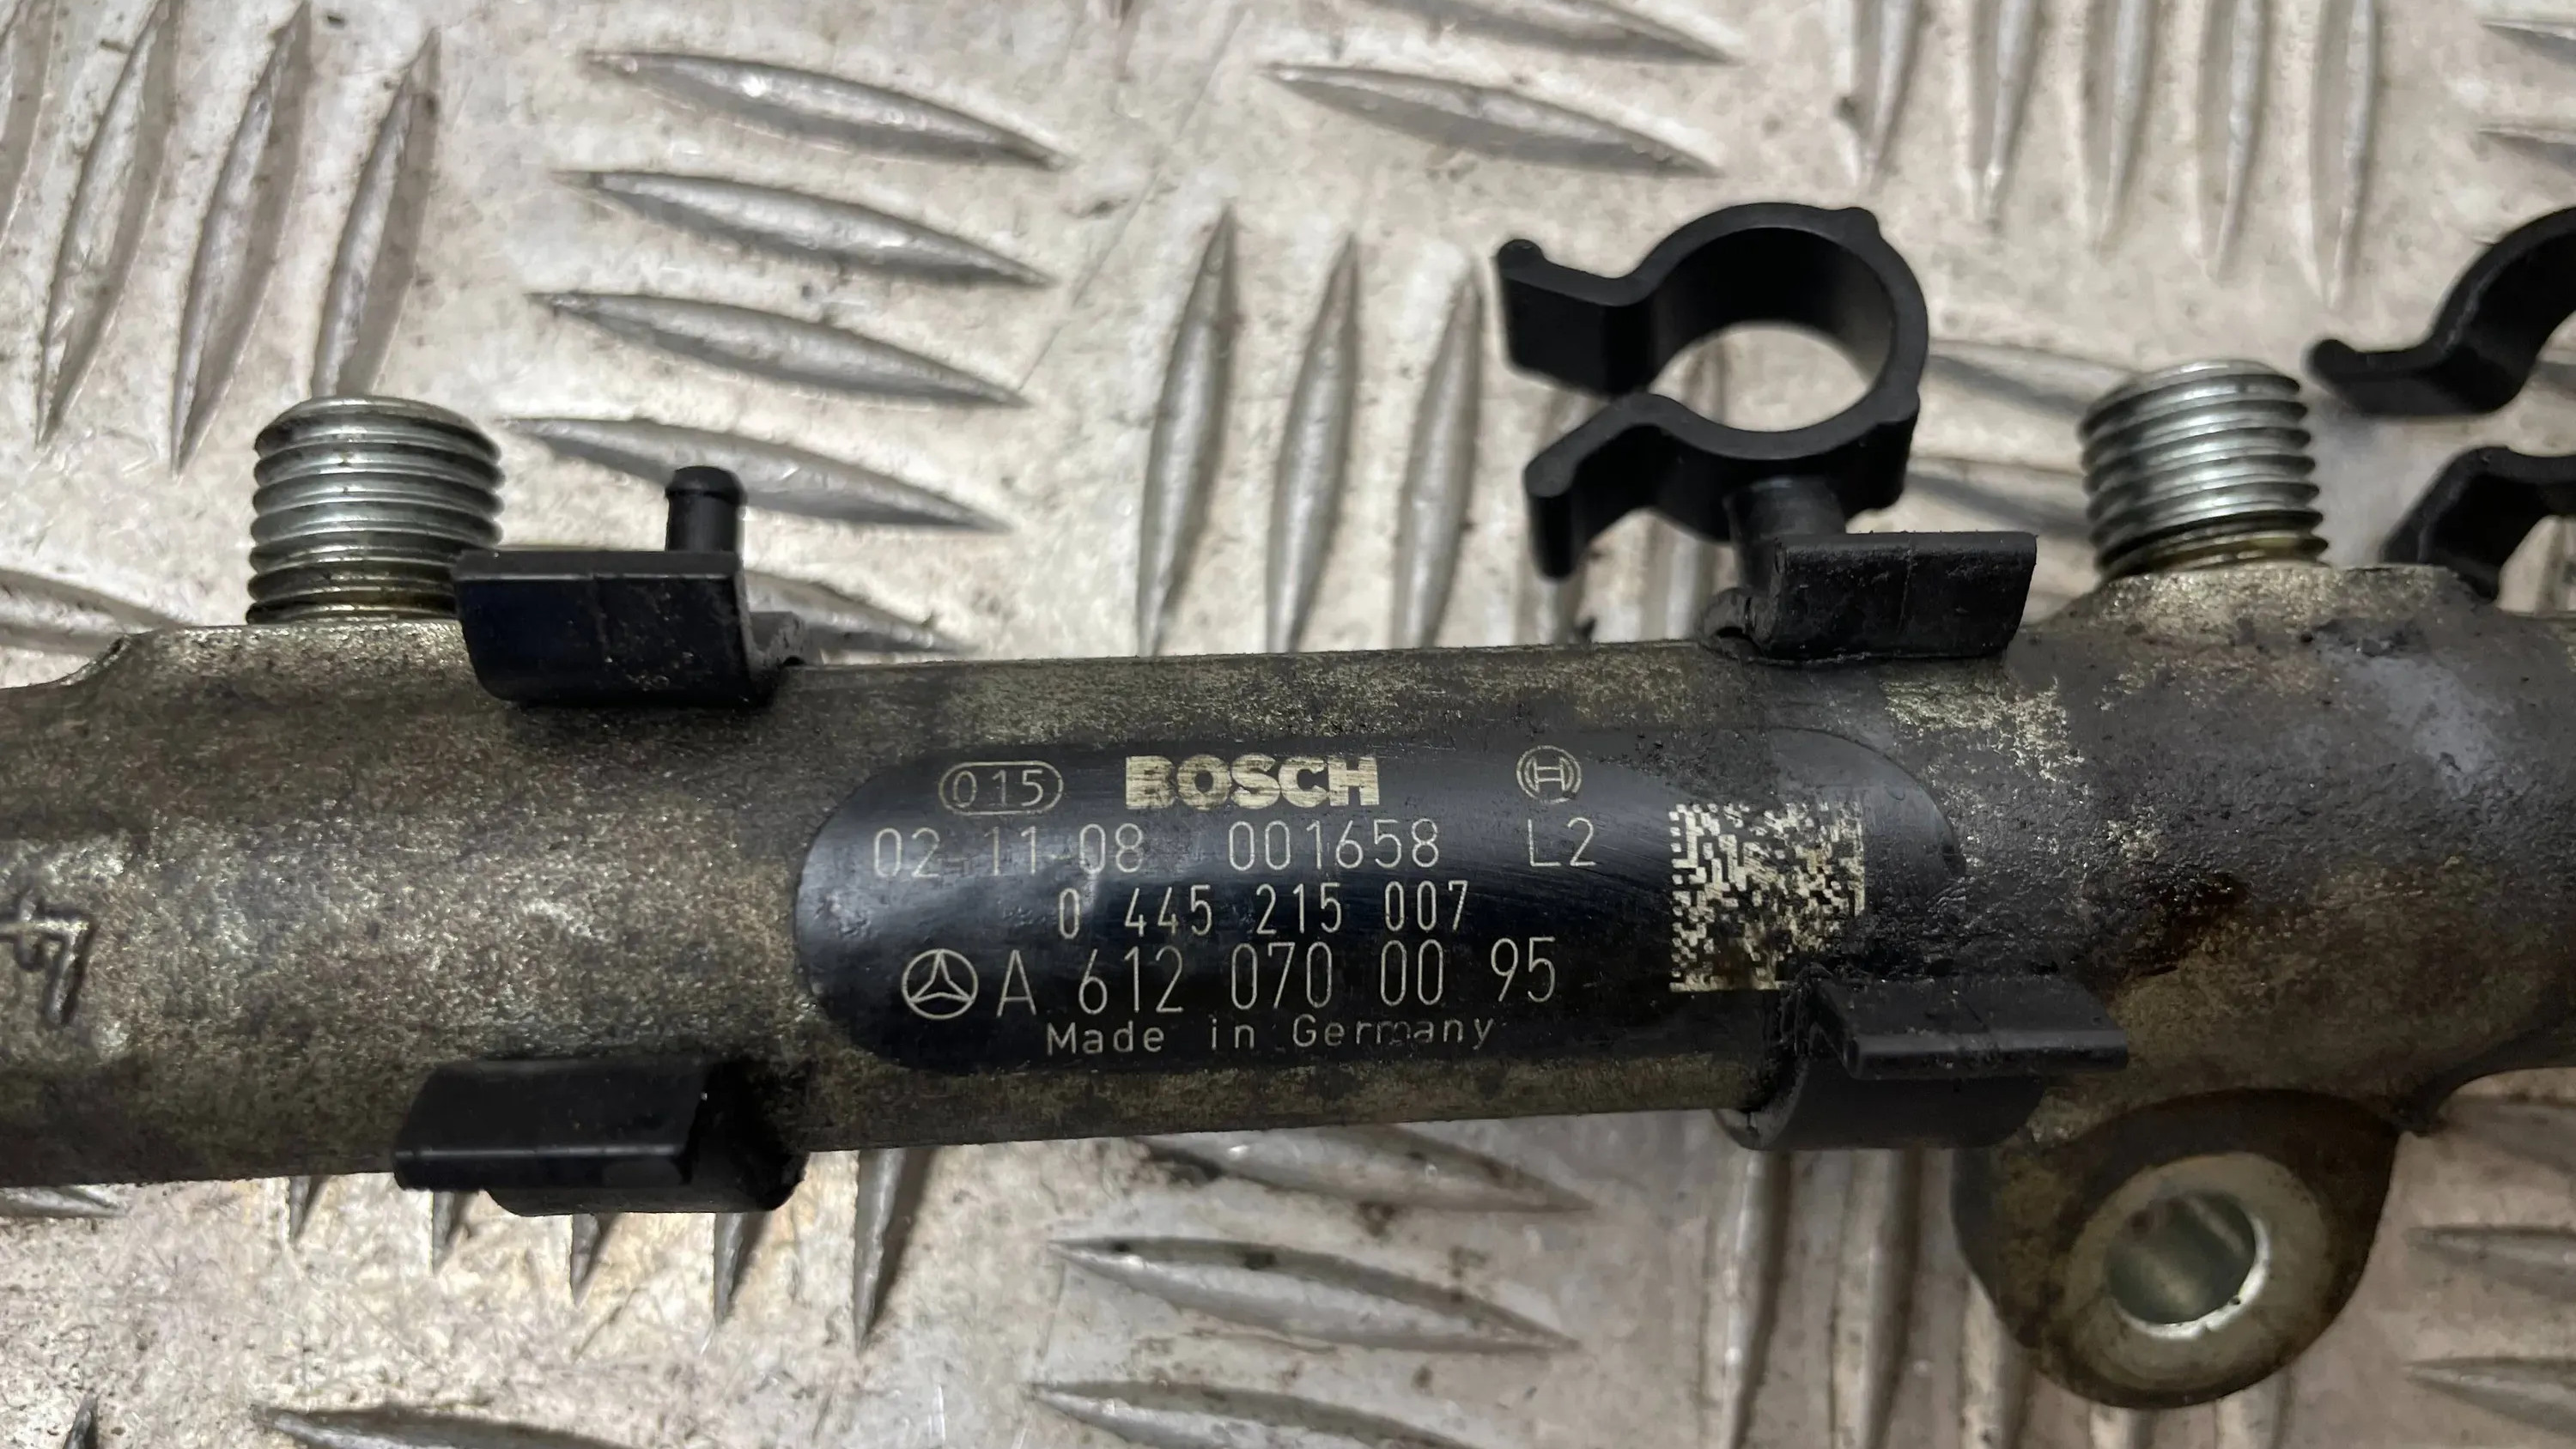 015 BOSCH
02 11 08 001658 L2
0 445 215 007
A 612 070 00 95
Made in Germany